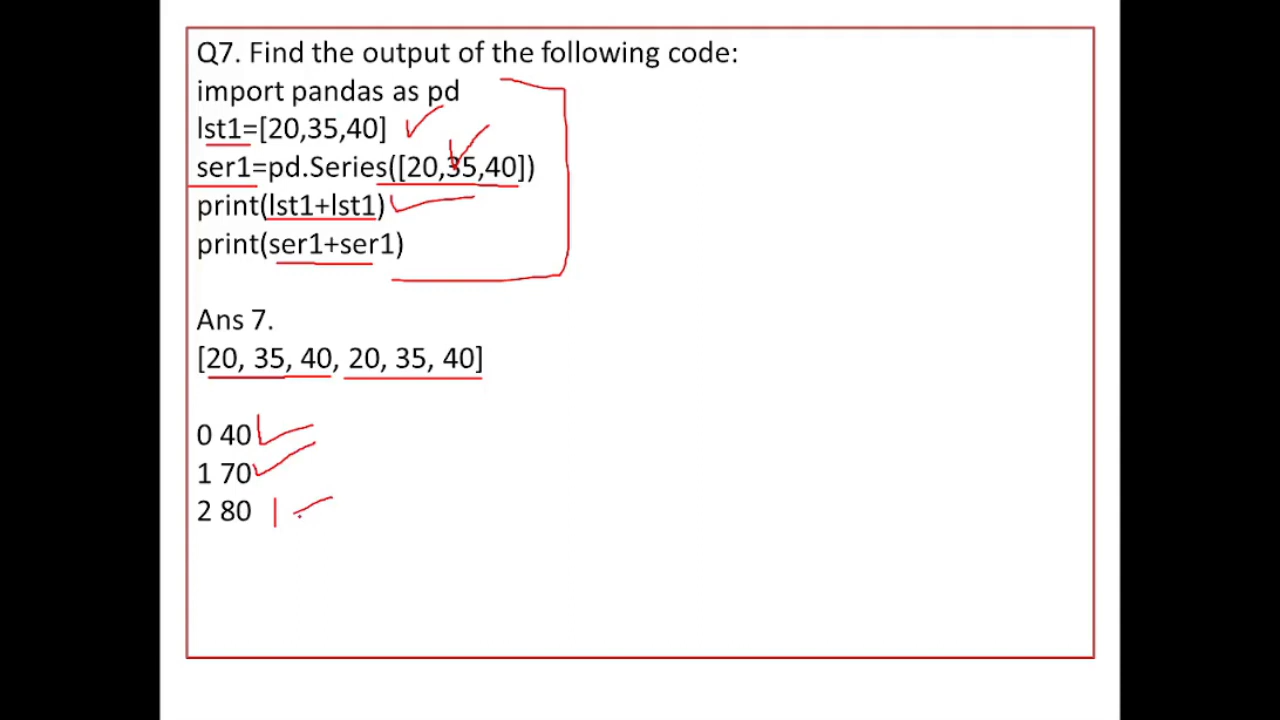 Q7. Find the output of the following code:
import pandas as pd
lst1=[20,35,40]
ser1=pd.Series([20,35,40])
print(lst1+lst1)
print(ser1+ser1)
Ans 7.
[20, 35, 40, 20, 35, 40]
0 40
1 70
2 80